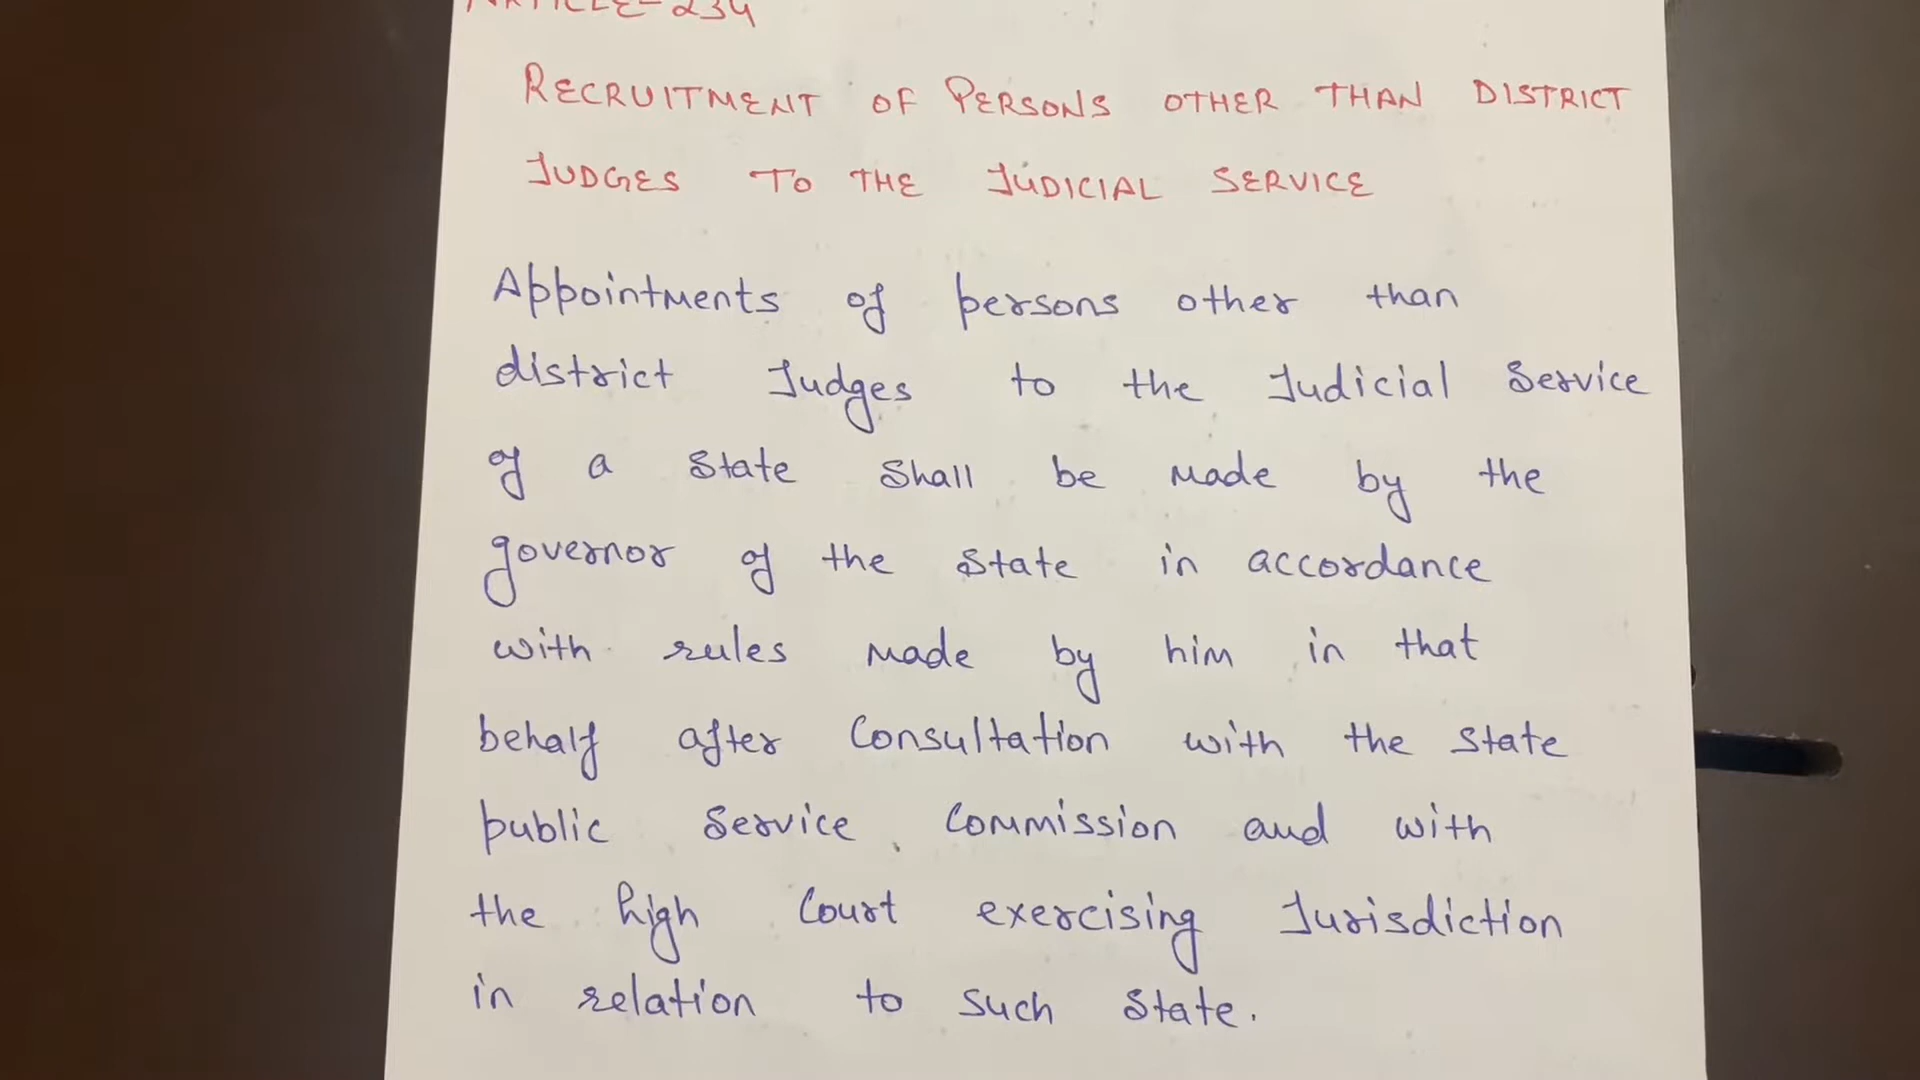 ARTICLE-234
RECRUITMENT OF PERSONS OTHER THAN DISTRICT
JUDGES TO THE JUDICIAL SERVICE
Appointments of persons other than
district Judges to the Judicial Service
of a State Shall be made by the
governor of the State in accordance
with rules made by him in that
behalf after Consultation with the State
public Service Commission and with
the high Court exercising Jurisdiction
in relation to such State.